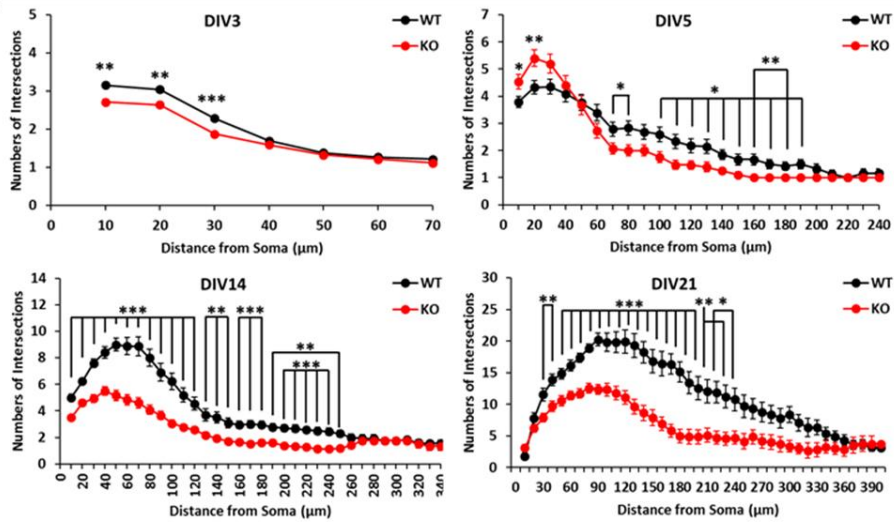 DIV3
WT
KO
**
**
***
Numbers of Intersections
5
4
3
2
1
0
0 10 20 30 40 50 60 70
Distance from Soma (μm)
DIV5
WT
KO
*
**
*
*
**
Numbers of Intersections
7
6
5
4
3
2
1
0
0 20 40 60 80 100 120 140 160 180 200 220 240
Distance from Soma (μm)
DIV14
WT
KO
***
**
***
**
***
Numbers of Intersections
14
12
10
8
6
4
2
0
0 20 40 60 80 100 120 140 160 180 200 220 240 260 280 300 320 340
Distance from Soma (μm)
DIV21
WT
KO
**
***
**
*
Numbers of Intersections
30
25
20
15
10
5
0
0 30 60 90 120 150 180 210 240 270 300 330 360 390
Distance from Soma (μm)